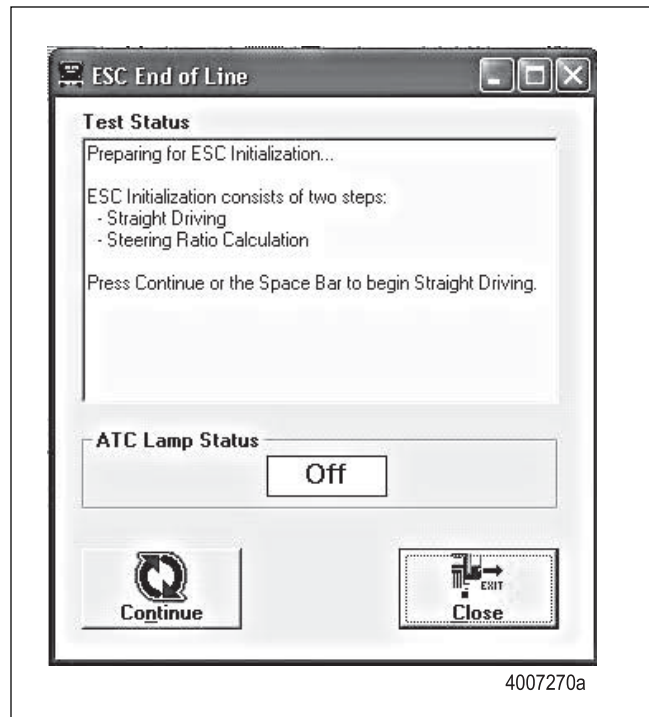 ESC End of Line
Test Status
Preparing for ESC Initialization...
ESC Initialization consists of two steps:
- Straight Driving
- Steering Ratio Calculation
Press Continue or the Space Bar to begin Straight Driving.
ATC Lamp Status
Off
EXIT
Continue
Close
4007270a